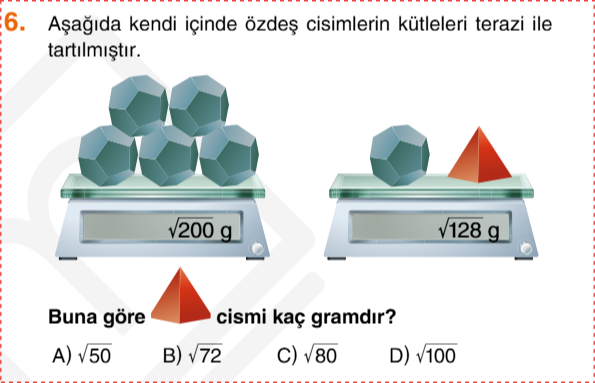 6. Aşağıda kendi içinde özdeş cisimlerin kütleleri terazi ile
tartılmıştır.
√200 g
√128 g
Buna göre cismi kaç gramdır?
A) √50 B) √72 C) √80 D) √100